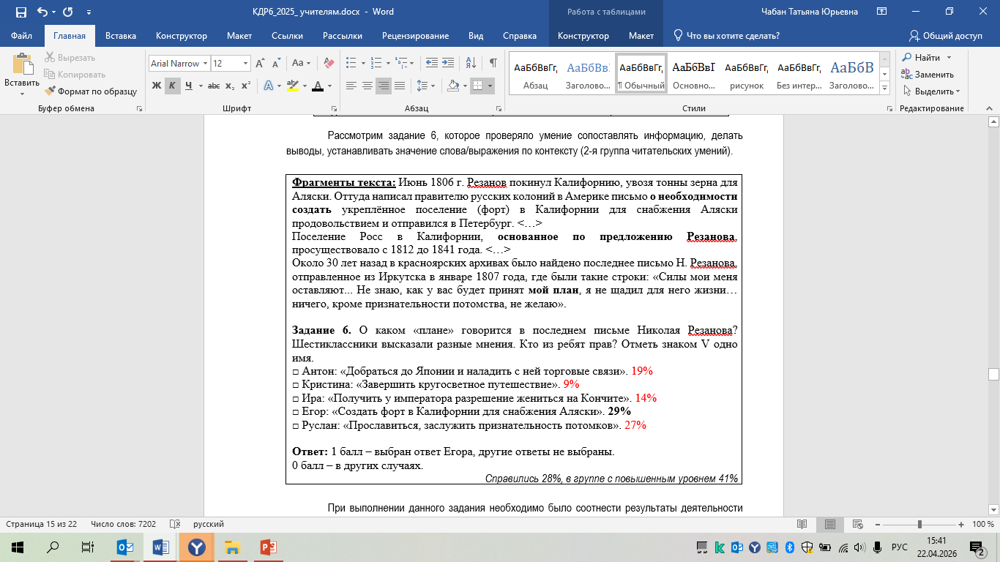 КДР6_2025_ учителям.docx - Word
Работа с таблицами
Чабан Татьяна Юрьевна
Файл Главная Вставка Конструктор Макет Ссылки Рассылки Рецензирование Вид Справка Конструктор Макет Что вы хотите сделать? Общий доступ
Вставить
Вырезать
Копировать
Формат по образцу
Буфер обмена
Arial Narrow 12
Ж К Ч abc x₂ x²
Шрифт
Абзац
АаБбВвГг, Абзац
АаБбВв Заголово...
АаБбВвГг, ¶ Обычный
АаБбВвГ Основно...
АаБбВвГг, рисунок
АаБбВвГг, Без интер...
АаБбВ Заголово...
Стили
Найти
Заменить
Выделить
Редактирование
Рассмотрим задание 6, которое проверяло умение сопоставлять информацию, делать
выводы, устанавливать значение слова/выражения по контексту (2-я группа читательских умений).
Фрагменты текста: Июнь 1806 г. Резанов покинул Калифорнию, увозя тонны зерна для
Аляски. Оттуда написал правителю русских колоний в Америке письмо о необходимости
создать укреплённое поселение (форт) в Калифорнии для снабжения Аляски
продовольствием и отправился в Петербург. <…>
Поселение Росс в Калифорнии, основанное по предложению Резанова,
просуществовало с 1812 до 1841 года. <…>
Около 30 лет назад в красноярских архивах было найдено последнее письмо Н. Резанова,
отправленное из Иркутска в январе 1807 года, где были такие строки: «Силы мои меня
оставляют... Не знаю, как у вас будет принят мой план, я не щадил для него жизни…
ничего, кроме признательности потомства, не желаю».
Задание 6. О каком «плане» говорится в последнем письме Николая Резанова?
Шестиклассники высказали разные мнения. Кто из ребят прав? Отметь знаком V одно
имя.
□ Антон: «Добраться до Японии и наладить с ней торговые связи». 19%
□ Кристина: «Завершить кругосветное путешествие». 9%
□ Ира: «Получить у императора разрешение жениться на Кончите». 14%
□ Егор: «Создать форт в Калифорнии для снабжения Аляски». 29%
□ Руслан: «Прославиться, заслужить признательность потомков». 27%
Ответ: 1 балл – выбран ответ Егора, другие ответы не выбраны.
0 балл – в других случаях.
Справились 28%, в группе с повышенным уровнем 41%
При выполнении данного задания необходимо было соотнести результаты деятельности
Страница 15 из 22 Число слов: 7202 русский 100 %
РУС
15:41
22.04.2026
2